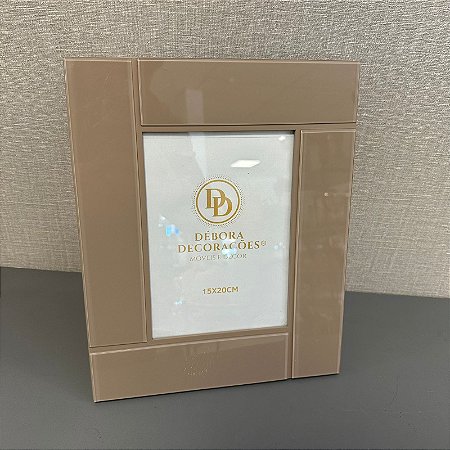 DD
DÉBORA
DECORAÇÕES®
MÓVEIS E DECOR
15X20CM